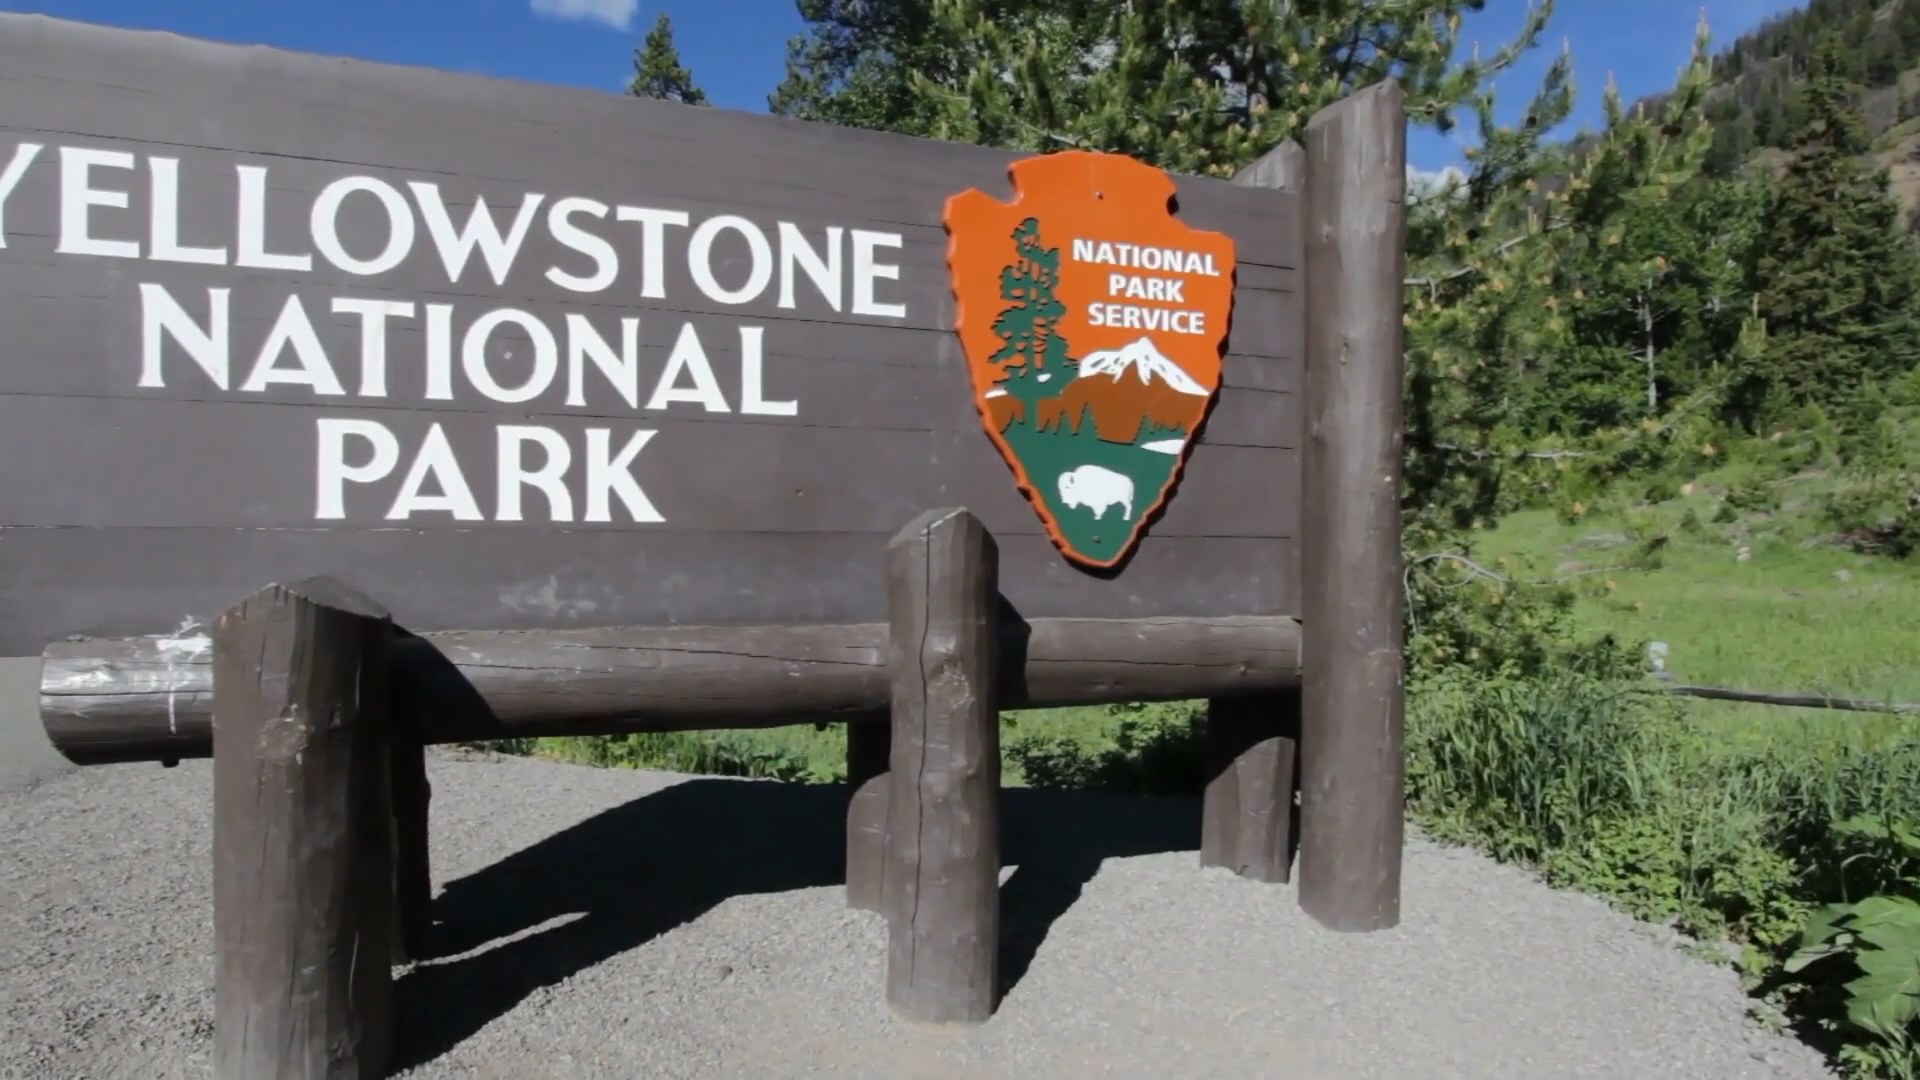 YELLOWSTONE
NATIONAL
PARK
NATIONAL
PARK
SERVICE